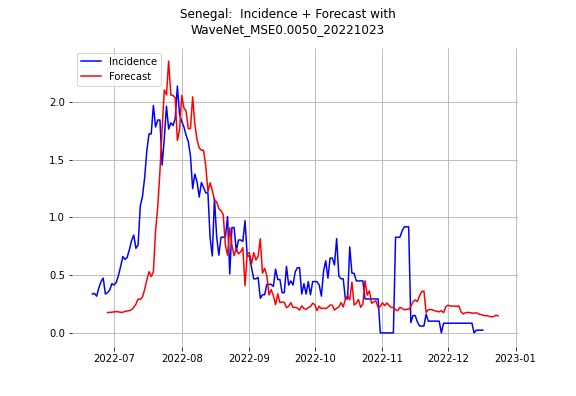 Senegal:  Incidence + Forecast with
WaveNet_MSE0.0050_20221023
Incidence
Forecast
2.0
1.5
1.0
0.5
0.0
2022-07 2022-08 2022-09 2022-10 2022-11 2022-12 2023-01